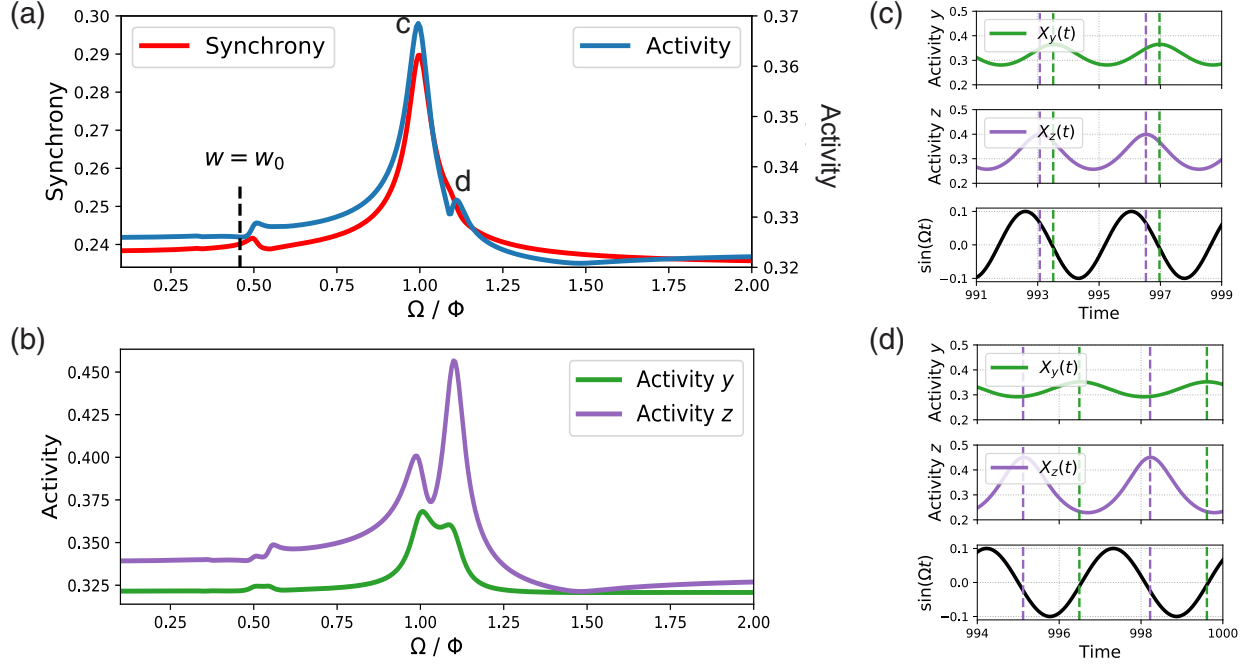 (a)
0.30
0.29
0.28
0.27
0.26
0.25
0.24
Synchrony
Synchrony
Activity
c
d
w = w₀
0.37
0.36
0.35
0.34
0.33
0.32
Activity
0.25 0.50 0.75 1.00 1.25 1.50 1.75 2.00
Ω / Φ
(b)
0.450
0.425
0.400
0.375
0.350
0.325
Activity
Activity y
Activity z
0.25 0.50 0.75 1.00 1.25 1.50 1.75 2.00
Ω / Φ
(c)
Activity y
0.5
0.4
0.3
0.2
X_y(t)
Activity z
0.5
0.4
0.3
0.2
X_z(t)
sin(Ωt)
0.1
0.0
−0.1
991 993 995 997 999
Time
(d)
Activity y
0.5
0.4
0.3
0.2
X_y(t)
Activity z
0.5
0.4
0.3
0.2
X_z(t)
sin(Ωt)
0.1
0.0
−0.1
994 996 998 1000
Time